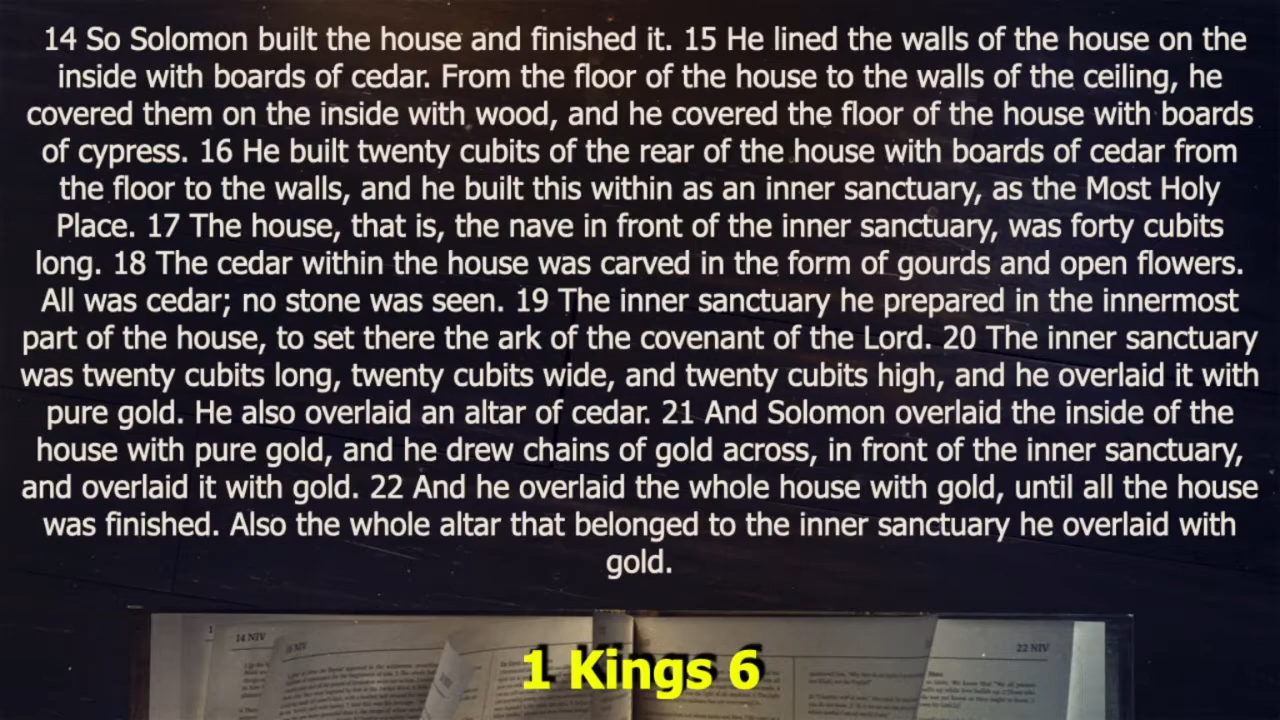 14 So Solomon built the house and finished it. 15 He lined the walls of the house on the
inside with boards of cedar. From the floor of the house to the walls of the ceiling, he
covered them on the inside with wood, and he covered the floor of the house with boards
of cypress. 16 He built twenty cubits of the rear of the house with boards of cedar from
the floor to the walls, and he built this within as an inner sanctuary, as the Most Holy
Place. 17 The house, that is, the nave in front of the inner sanctuary, was forty cubits
long. 18 The cedar within the house was carved in the form of gourds and open flowers.
All was cedar; no stone was seen. 19 The inner sanctuary he prepared in the innermost
part of the house, to set there the ark of the covenant of the Lord. 20 The inner sanctuary
was twenty cubits long, twenty cubits wide, and twenty cubits high, and he overlaid it with
pure gold. He also overlaid an altar of cedar. 21 And Solomon overlaid the inside of the
house with pure gold, and he drew chains of gold across, in front of the inner sanctuary,
and overlaid it with gold. 22 And he overlaid the whole house with gold, until all the house
was finished. Also the whole altar that belonged to the inner sanctuary he overlaid with
gold.
14 NIV
22 NIV
1 Kings 6